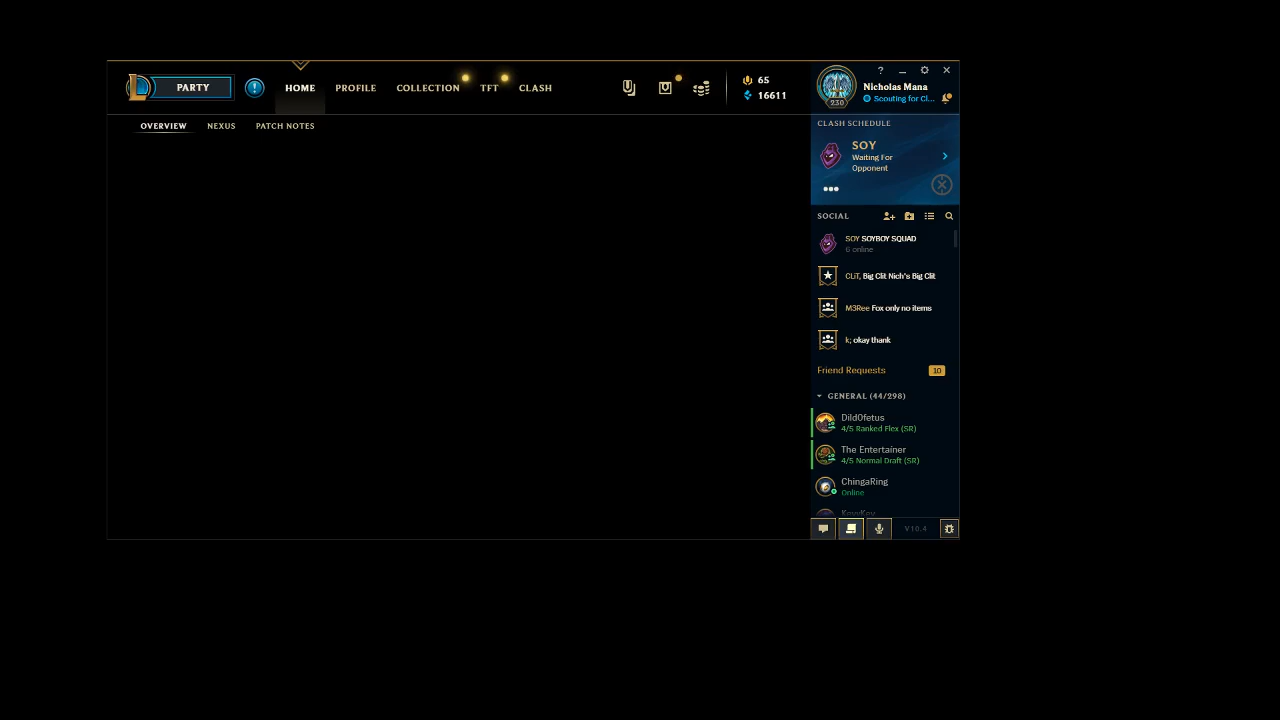 PARTY
HOME
PROFILE
COLLECTION
TFT
CLASH
65
16611
?
230
Nicholas Mana
Scouting for Cl...
OVERVIEW
NEXUS
PATCH NOTES
CLASH SCHEDULE
SOY
Waiting For
Opponent
SOCIAL
SOY SOYBOY SQUAD
6 online
CLiT, Big Clit Nich's Big Clit
M3Ree Fox only no items
k; okay thank
Friend Requests 10
GENERAL (44/298)
DildOfetus
4/5 Ranked Flex (SR)
The Entertainer
4/5 Normal Draft (SR)
ChingaRing
Online
V10.4